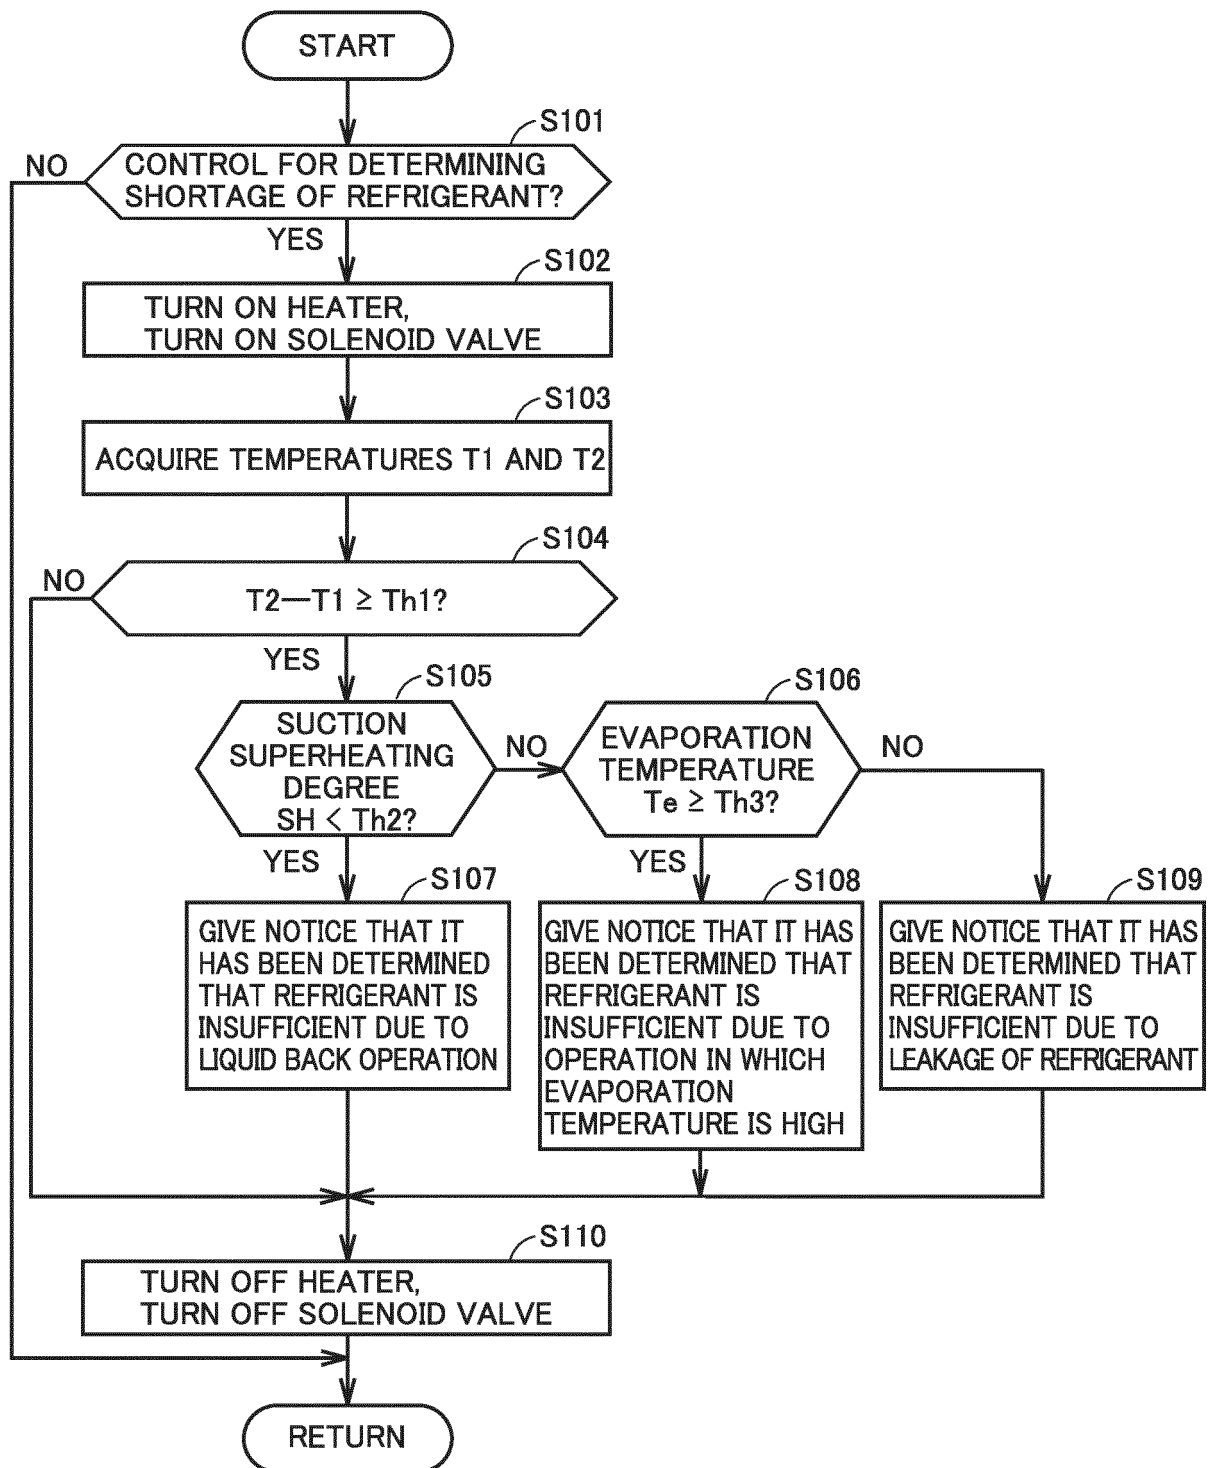 START
S101
NO
CONTROL FOR DETERMINING
SHORTAGE OF REFRIGERANT?
YES
S102
TURN ON HEATER,
TURN ON SOLENOID VALVE
S103
ACQUIRE TEMPERATURES T1 AND T2
S104
NO
T2—T1 ≧ Th1?
YES
S105
SUCTION
SUPERHEATING
DEGREE
SH < Th2?
NO
YES
S106
EVAPORATION
TEMPERATURE
Te ≧ Th3?
NO
YES
S107
GIVE NOTICE THAT IT
HAS BEEN DETERMINED
THAT REFRIGERANT IS
INSUFFICIENT DUE TO
LIQUID BACK OPERATION
S108
GIVE NOTICE THAT IT HAS
BEEN DETERMINED THAT
REFRIGERANT IS
INSUFFICIENT DUE TO
OPERATION IN WHICH
EVAPORATION
TEMPERATURE IS HIGH
S109
GIVE NOTICE THAT IT HAS
BEEN DETERMINED THAT
REFRIGERANT IS
INSUFFICIENT DUE TO
LEAKAGE OF REFRIGERANT
S110
TURN OFF HEATER,
TURN OFF SOLENOID VALVE
RETURN